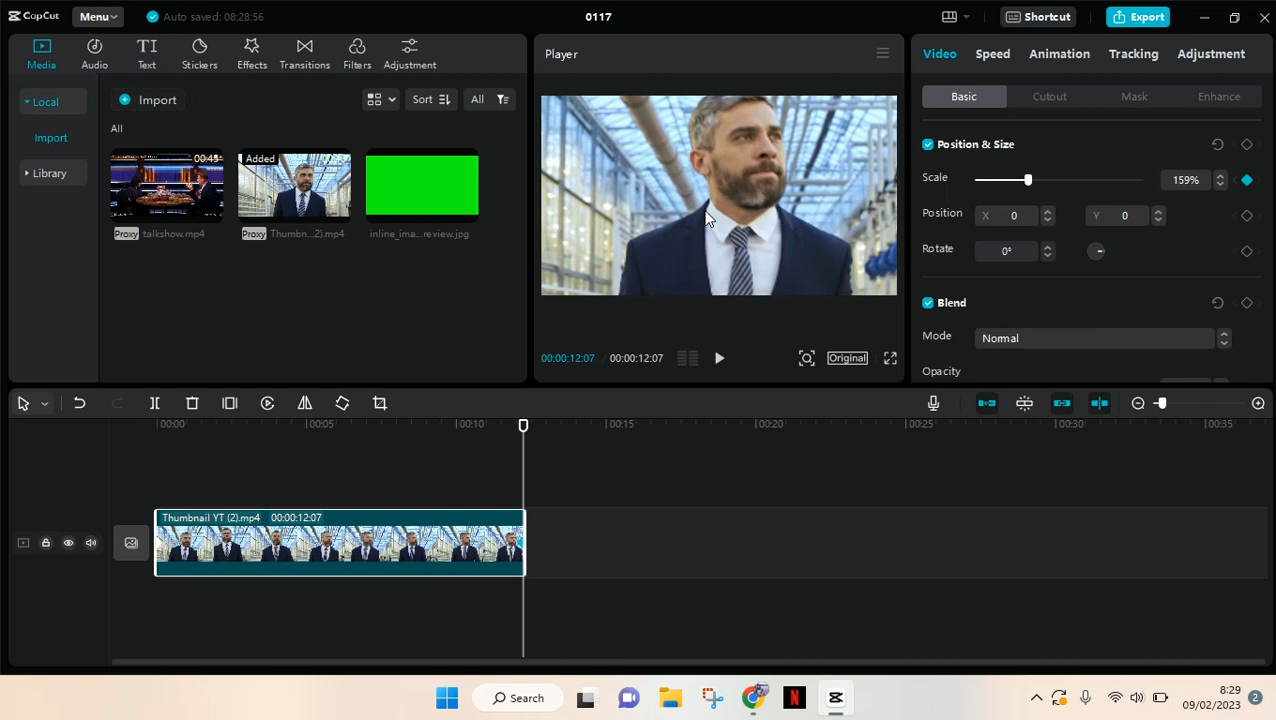 CapCut
Menu
Auto saved: 08:28:56
0117
Shortcut
Export
Media
Audio
Text
Stickers
Effects
Transitions
Filters
Adjustment
Local
Import
Library
Import
Sort
All
All
00:45
Added
Proxy talkshow.mp4
Proxy Thumbn...2).mp4
inline_ima...review.jpg
Player
00:00:12:07 / 00:00:12:07
Original
Video
Speed
Animation
Tracking
Adjustment
Basic
Cutout
Mask
Enhance
Position & Size
Scale
159%
Position
X 0
Y 0
Rotate
0°
Blend
Mode
Normal
Opacity
00:00
00:05
00:10
00:15
00:20
00:25
00:30
00:35
Thumbnail YT (2).mp4 00:00:12:07
Search
N
8:29
09/02/2023
2